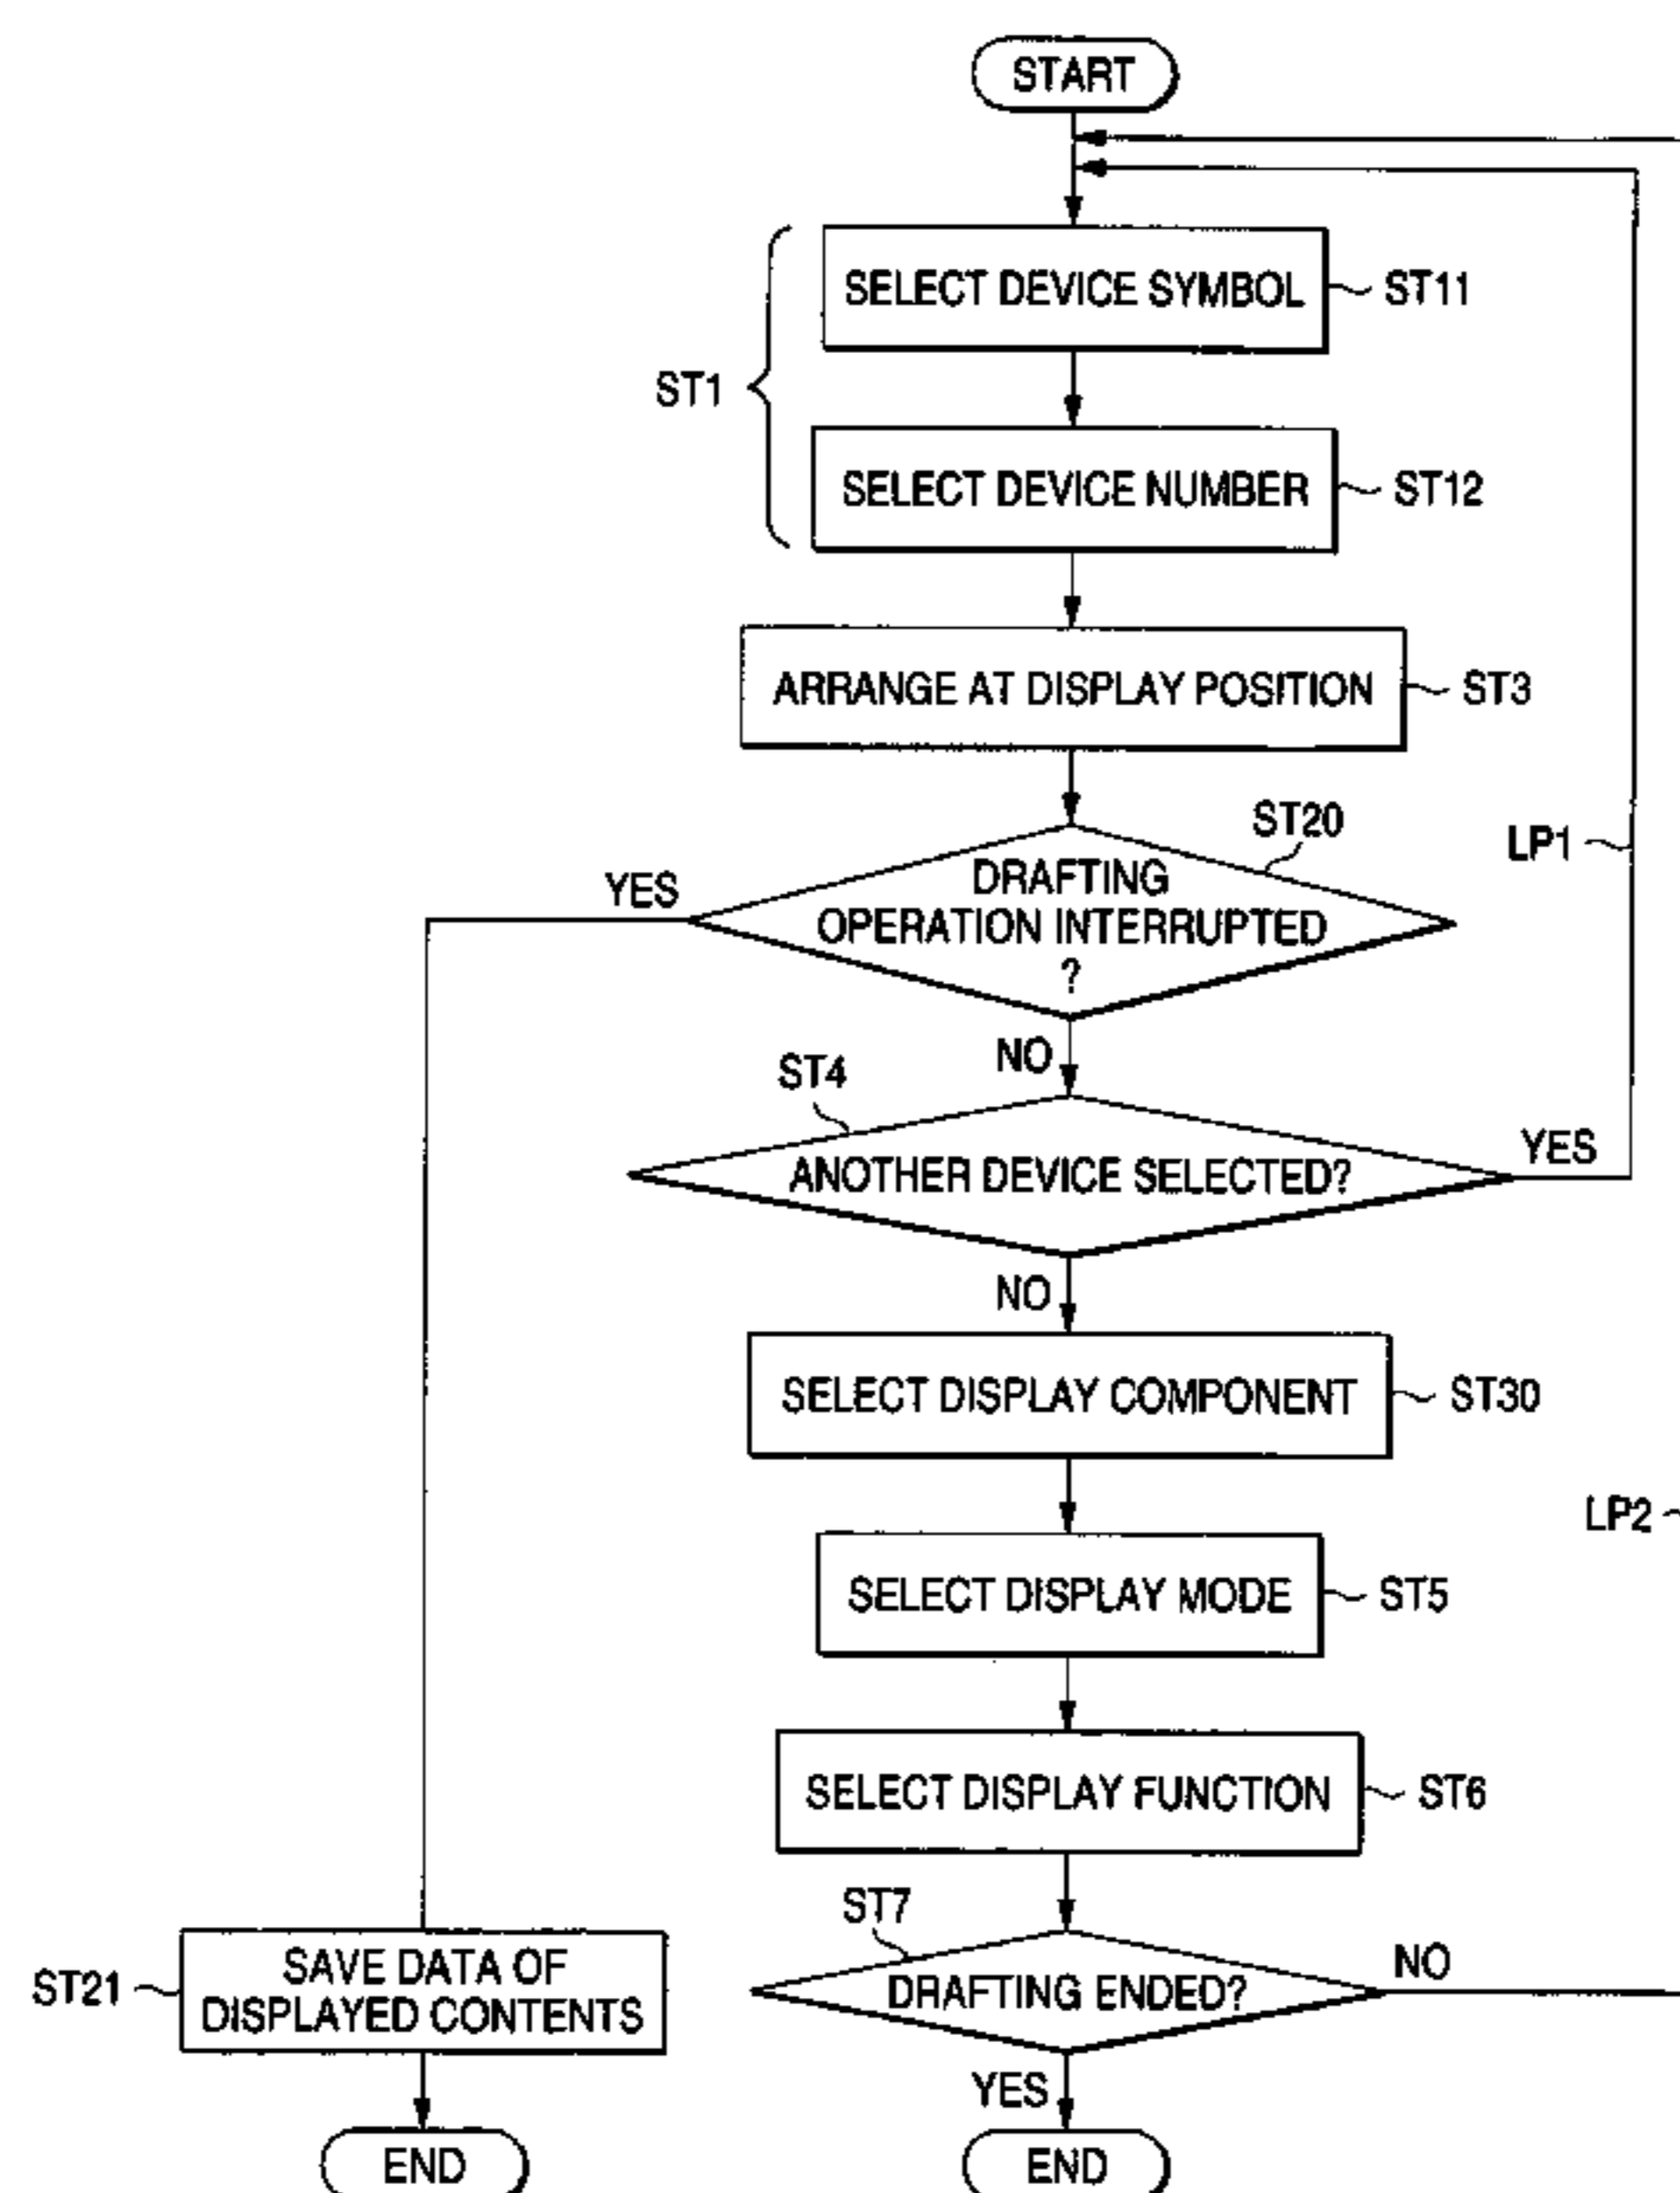 START
SELECT DEVICE SYMBOL
ST11
ST1
SELECT DEVICE NUMBER
ST12
ARRANGE AT DISPLAY POSITION
ST3
ST20
DRAFTING
OPERATION INTERRUPTED
?
YES
LP1
NO
ST4
ANOTHER DEVICE SELECTED?
YES
NO
SELECT DISPLAY COMPONENT
ST30
LP2
SELECT DISPLAY MODE
ST5
SELECT DISPLAY FUNCTION
ST6
ST7
DRAFTING ENDED?
NO
ST21
SAVE DATA OF
DISPLAYED CONTENTS
YES
END
END